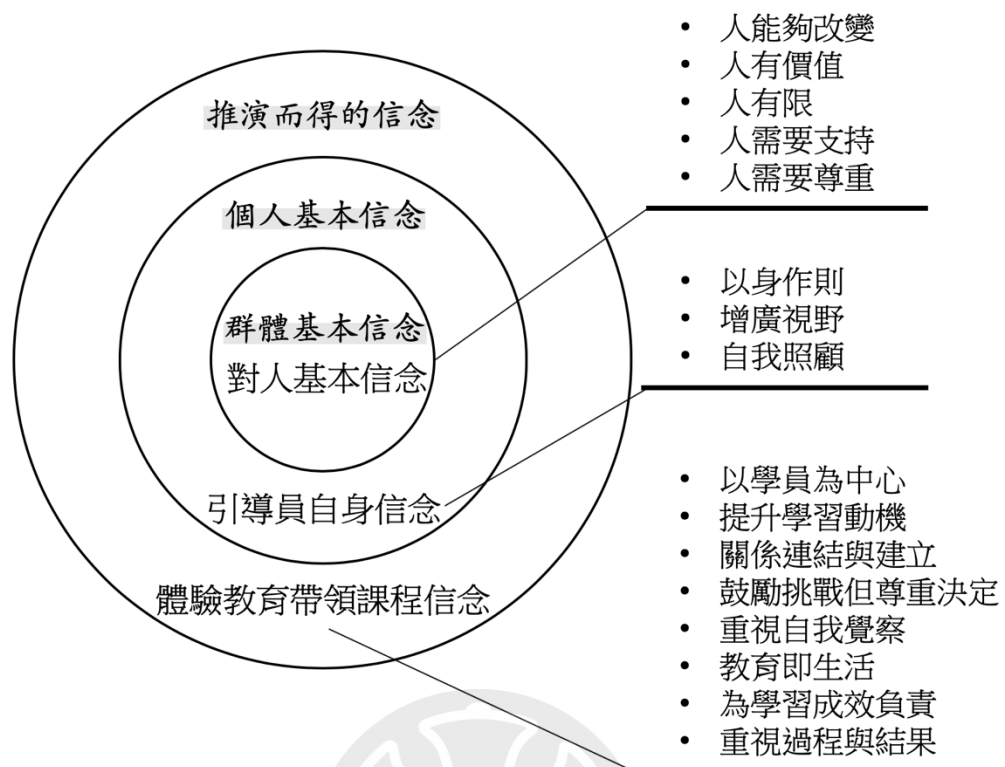 推演而得的信念
個人基本信念
群體基本信念
對人基本信念
引導員自身信念
體驗教育帶領課程信念
• 人能夠改變
• 人有價值
• 人有限
• 人需要支持
• 人需要尊重
• 以身作則
• 增廣視野
• 自我照顧
• 以學員為中心
• 提升學習動機
• 關係連結與建立
• 鼓勵挑戰但尊重決定
• 重視自我覺察
• 教育即生活
• 為學習成效負責
• 重視過程與結果